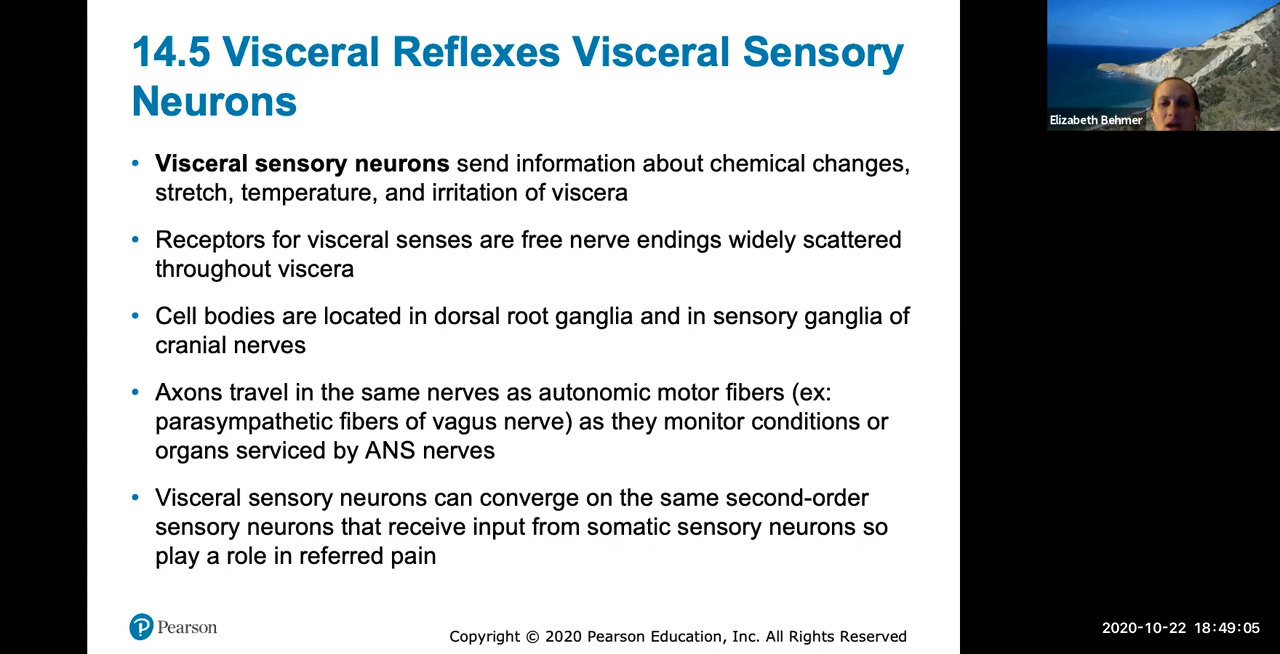 14.5 Visceral Reflexes Visceral Sensory
Neurons
• Visceral sensory neurons send information about chemical changes,
stretch, temperature, and irritation of viscera
• Receptors for visceral senses are free nerve endings widely scattered
throughout viscera
• Cell bodies are located in dorsal root ganglia and in sensory ganglia of
cranial nerves
• Axons travel in the same nerves as autonomic motor fibers (ex:
parasympathetic fibers of vagus nerve) as they monitor conditions or
organs serviced by ANS nerves
• Visceral sensory neurons can converge on the same second-order
sensory neurons that receive input from somatic sensory neurons so
play a role in referred pain
Pearson
Copyright © 2020 Pearson Education, Inc. All Rights Reserved
Elizabeth Behmer
2020-10-22 18:49:05